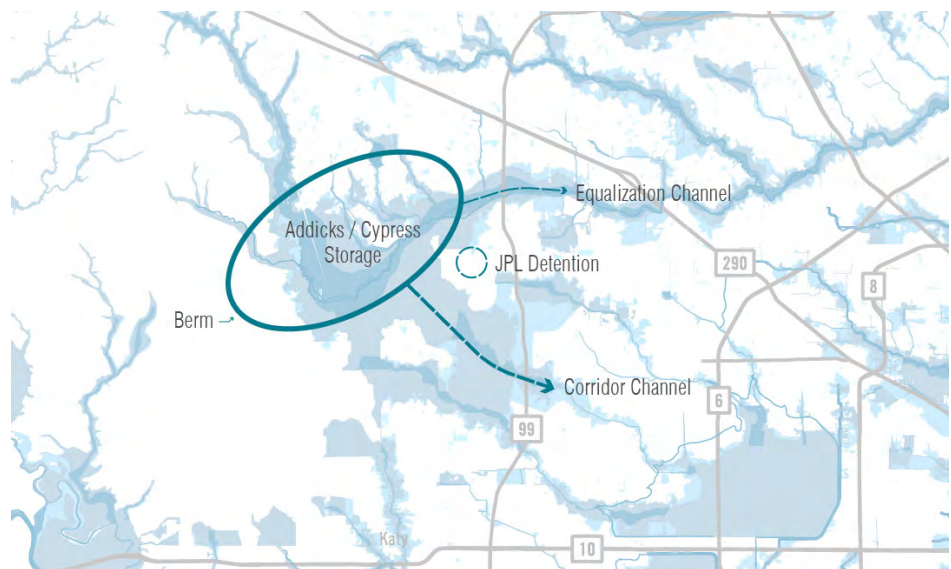 Addicks / Cypress
Storage
Equalization Channel
JPL Detention
290
8
Berm
Corridor Channel
6
99
Katy
10